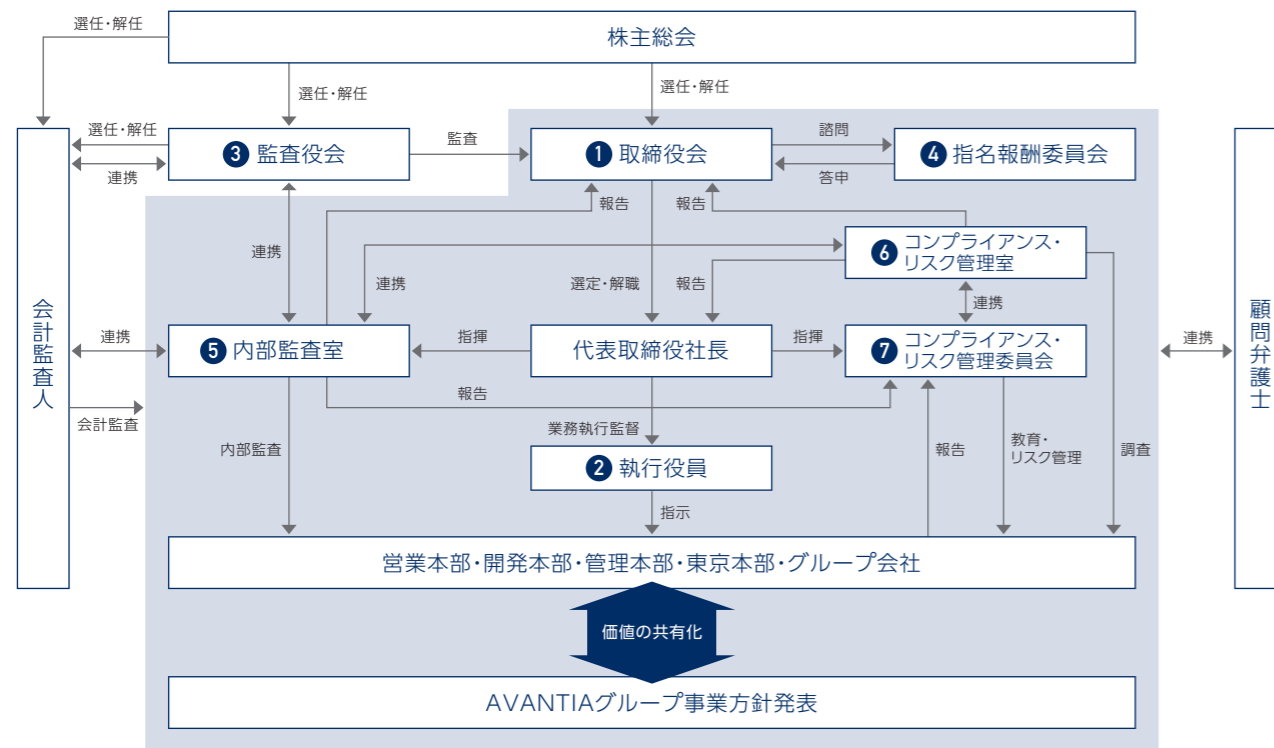 選任・解任
株主総会
選任・解任
選任・解任
選任・解任
連携
3 監査役会
監査
1 取締役会
諮問
答申
4 指名報酬委員会
報告
報告
連携
連携
選定・解職
報告
6 コンプライアンス・
リスク管理室
連携
会計監査人
連携
5 内部監査室
指揮
代表取締役社長
指揮
7 コンプライアンス・
リスク管理委員会
連携
顧問弁護士
会計監査
報告
内部監査
業務執行監督
2 執行役員
報告
教育・
リスク管理
調査
指示
営業本部・開発本部・管理本部・東京本部・グループ会社
価値の共有化
AVANTIAグループ事業方針発表